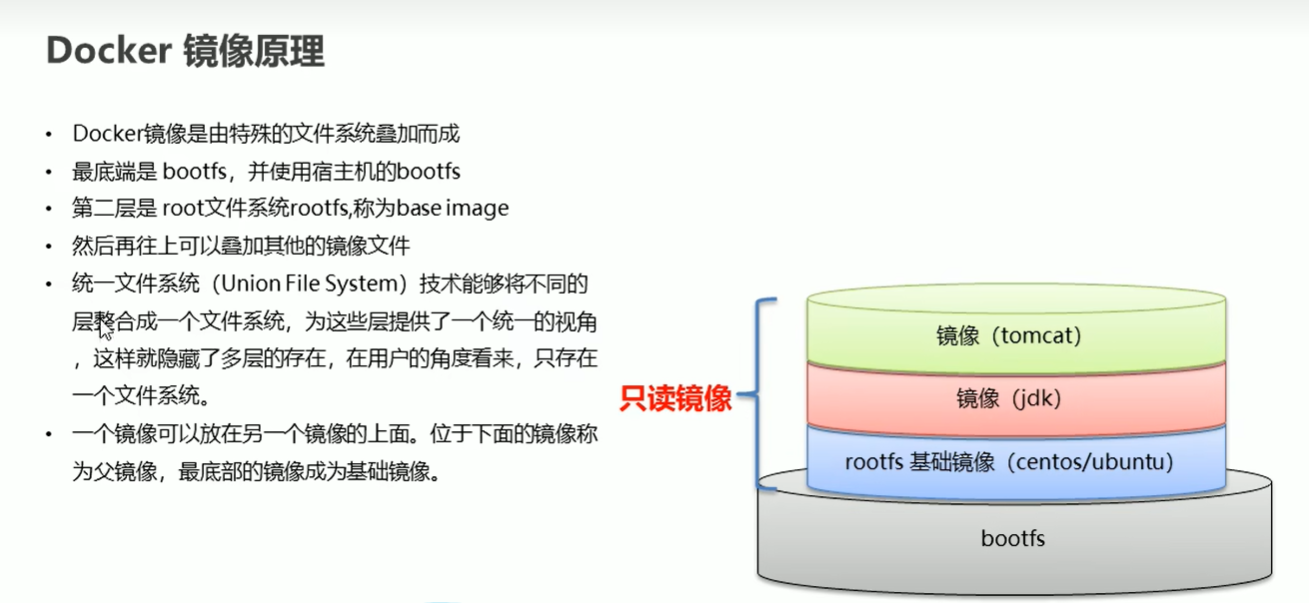 Docker 镜像原理
• Docker镜像是由特殊的文件系统叠加而成
• 最底端是 bootfs，并使用宿主机的bootfs
• 第二层是 root文件系统rootfs,称为base image
• 然后再往上可以叠加其他的镜像文件
• 统一文件系统（Union File System）技术能够将不同的
层整合成一个文件系统，为这些层提供了一个统一的视角
，这样就隐藏了多层的存在，在用户的角度看来，只存在
一个文件系统。
• 一个镜像可以放在另一个镜像的上面。位于下面的镜像称
为父镜像，最底部的镜像成为基础镜像。
只读镜像
镜像（tomcat）
镜像（jdk）
rootfs 基础镜像（centos/ubuntu）
bootfs